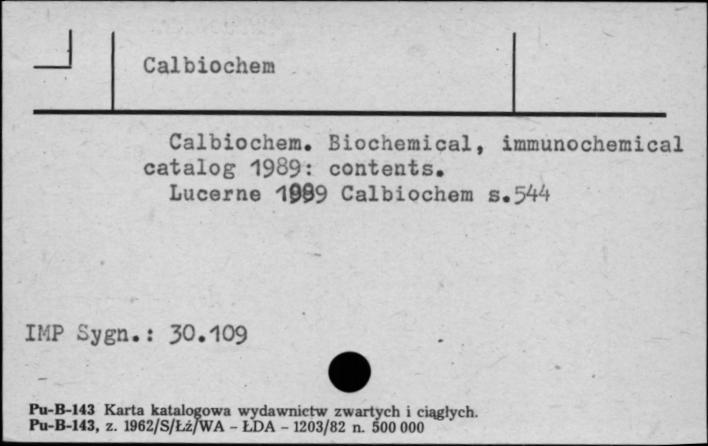 Calbiochem
Calbiochem. Biochemical, immunochemical
catalog 1989: contents.
Lucerne 1989 Calbiochem s.544
IMP Sygn.: 30.109
Pu-B-143 Karta katalogowa wydawnictw zwartych i ciągłych.
Pu-B-143, z. 1962/S/Łź/WA – ŁDA – 1203/82 n. 500 000